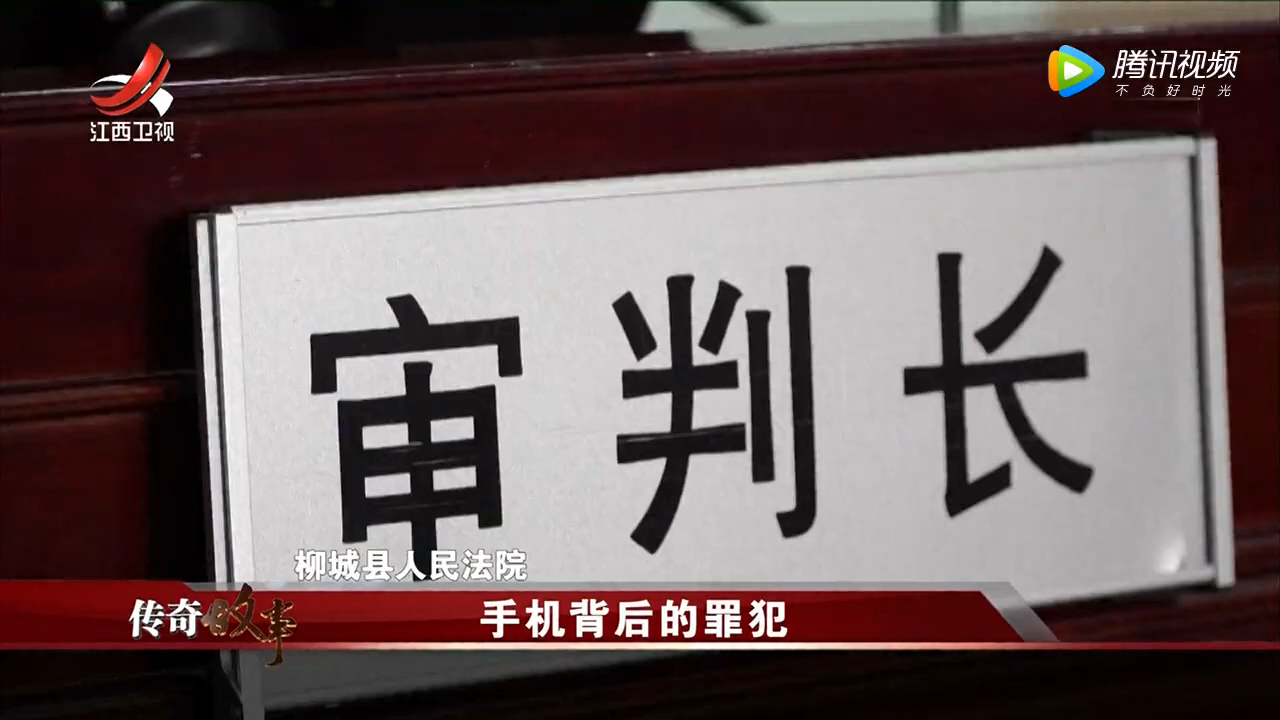 江西卫视
腾讯视频
不负好时光
审判长
柳城县人民法院
传奇故事
手机背后的罪犯